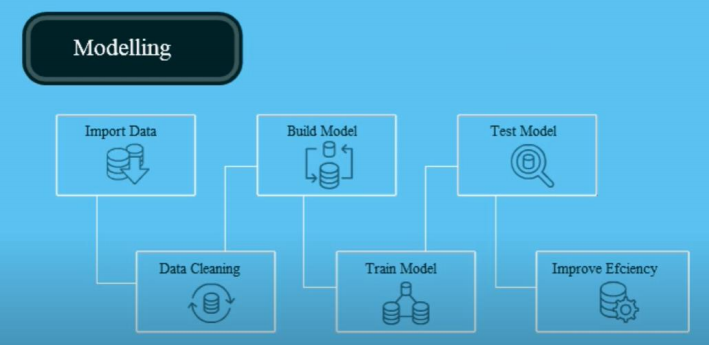 Modelling
Import Data
Build Model
Test Model
Data Cleaning
Train Model
Improve Efciency